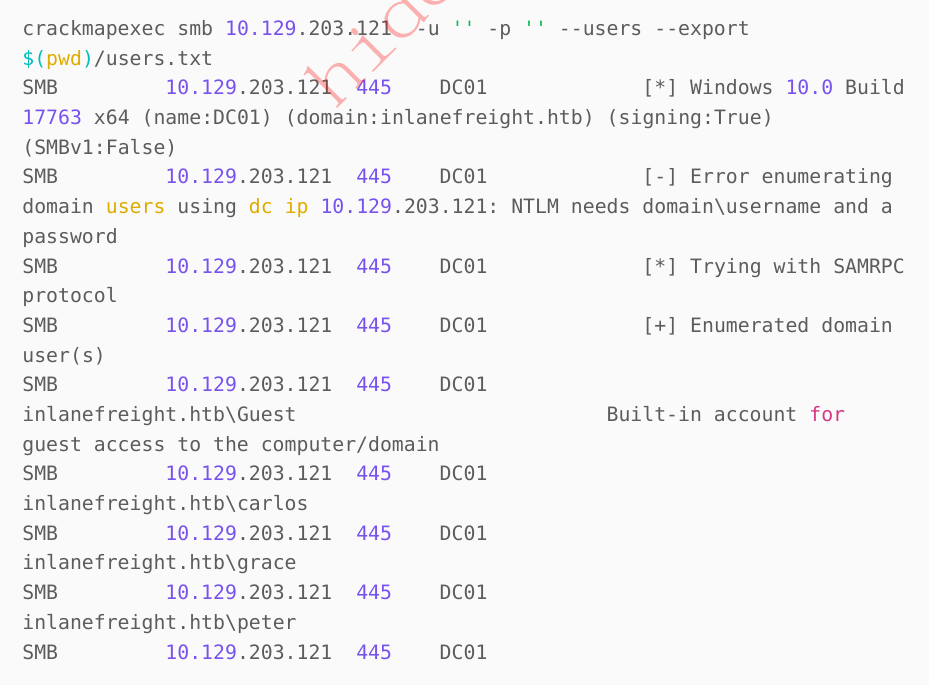 crackmapexec smb 10.129.203.121  -u '' -p '' --users --export
$(pwd)/users.txt
SMB         10.129.203.121  445    DC01             [*] Windows 10.0 Build
17763 x64 (name:DC01) (domain:inlanefreight.htb) (signing:True)
(SMBv1:False)
SMB         10.129.203.121  445    DC01             [-] Error enumerating
domain users using dc ip 10.129.203.121: NTLM needs domain\username and a
password
SMB         10.129.203.121  445    DC01             [*] Trying with SAMRPC
protocol
SMB         10.129.203.121  445    DC01             [+] Enumerated domain
user(s)
SMB         10.129.203.121  445    DC01
inlanefreight.htb\Guest                          Built-in account for
guest access to the computer/domain
SMB         10.129.203.121  445    DC01
inlanefreight.htb\carlos
SMB         10.129.203.121  445    DC01
inlanefreight.htb\grace
SMB         10.129.203.121  445    DC01
inlanefreight.htb\peter
SMB         10.129.203.121  445    DC01